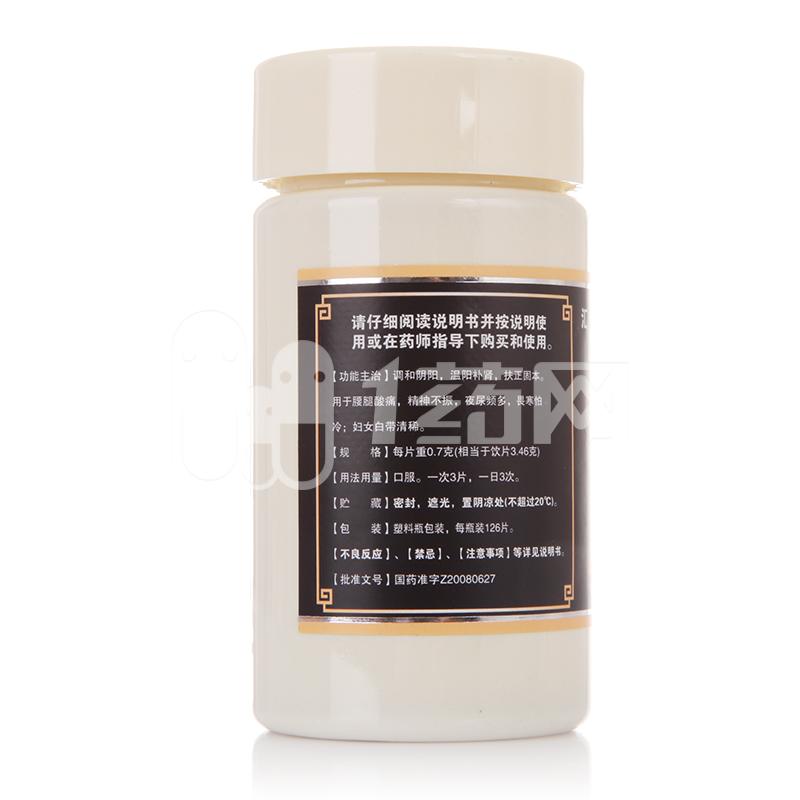 请仔细阅读说明书并按说明使
用或在药师指导下购买和使用。
【功能主治】调和阴阳，温阳补肾，扶正固本。
用于腰腿酸痛，精神不振，夜尿频多，畏寒怕
冷；妇女白带清稀。
【规 格】每片重0.7克(相当于饮片3.46克)
【用法用量】口服。一次3片，一日3次。
【贮 藏】密封，遮光，置阴凉处(不超过20℃)。
【包 装】塑料瓶包装，每瓶装126片。
【不良反应】、【禁忌】、【注意事项】等详见说明书。
【批准文号】国药准字Z20080627
1药网